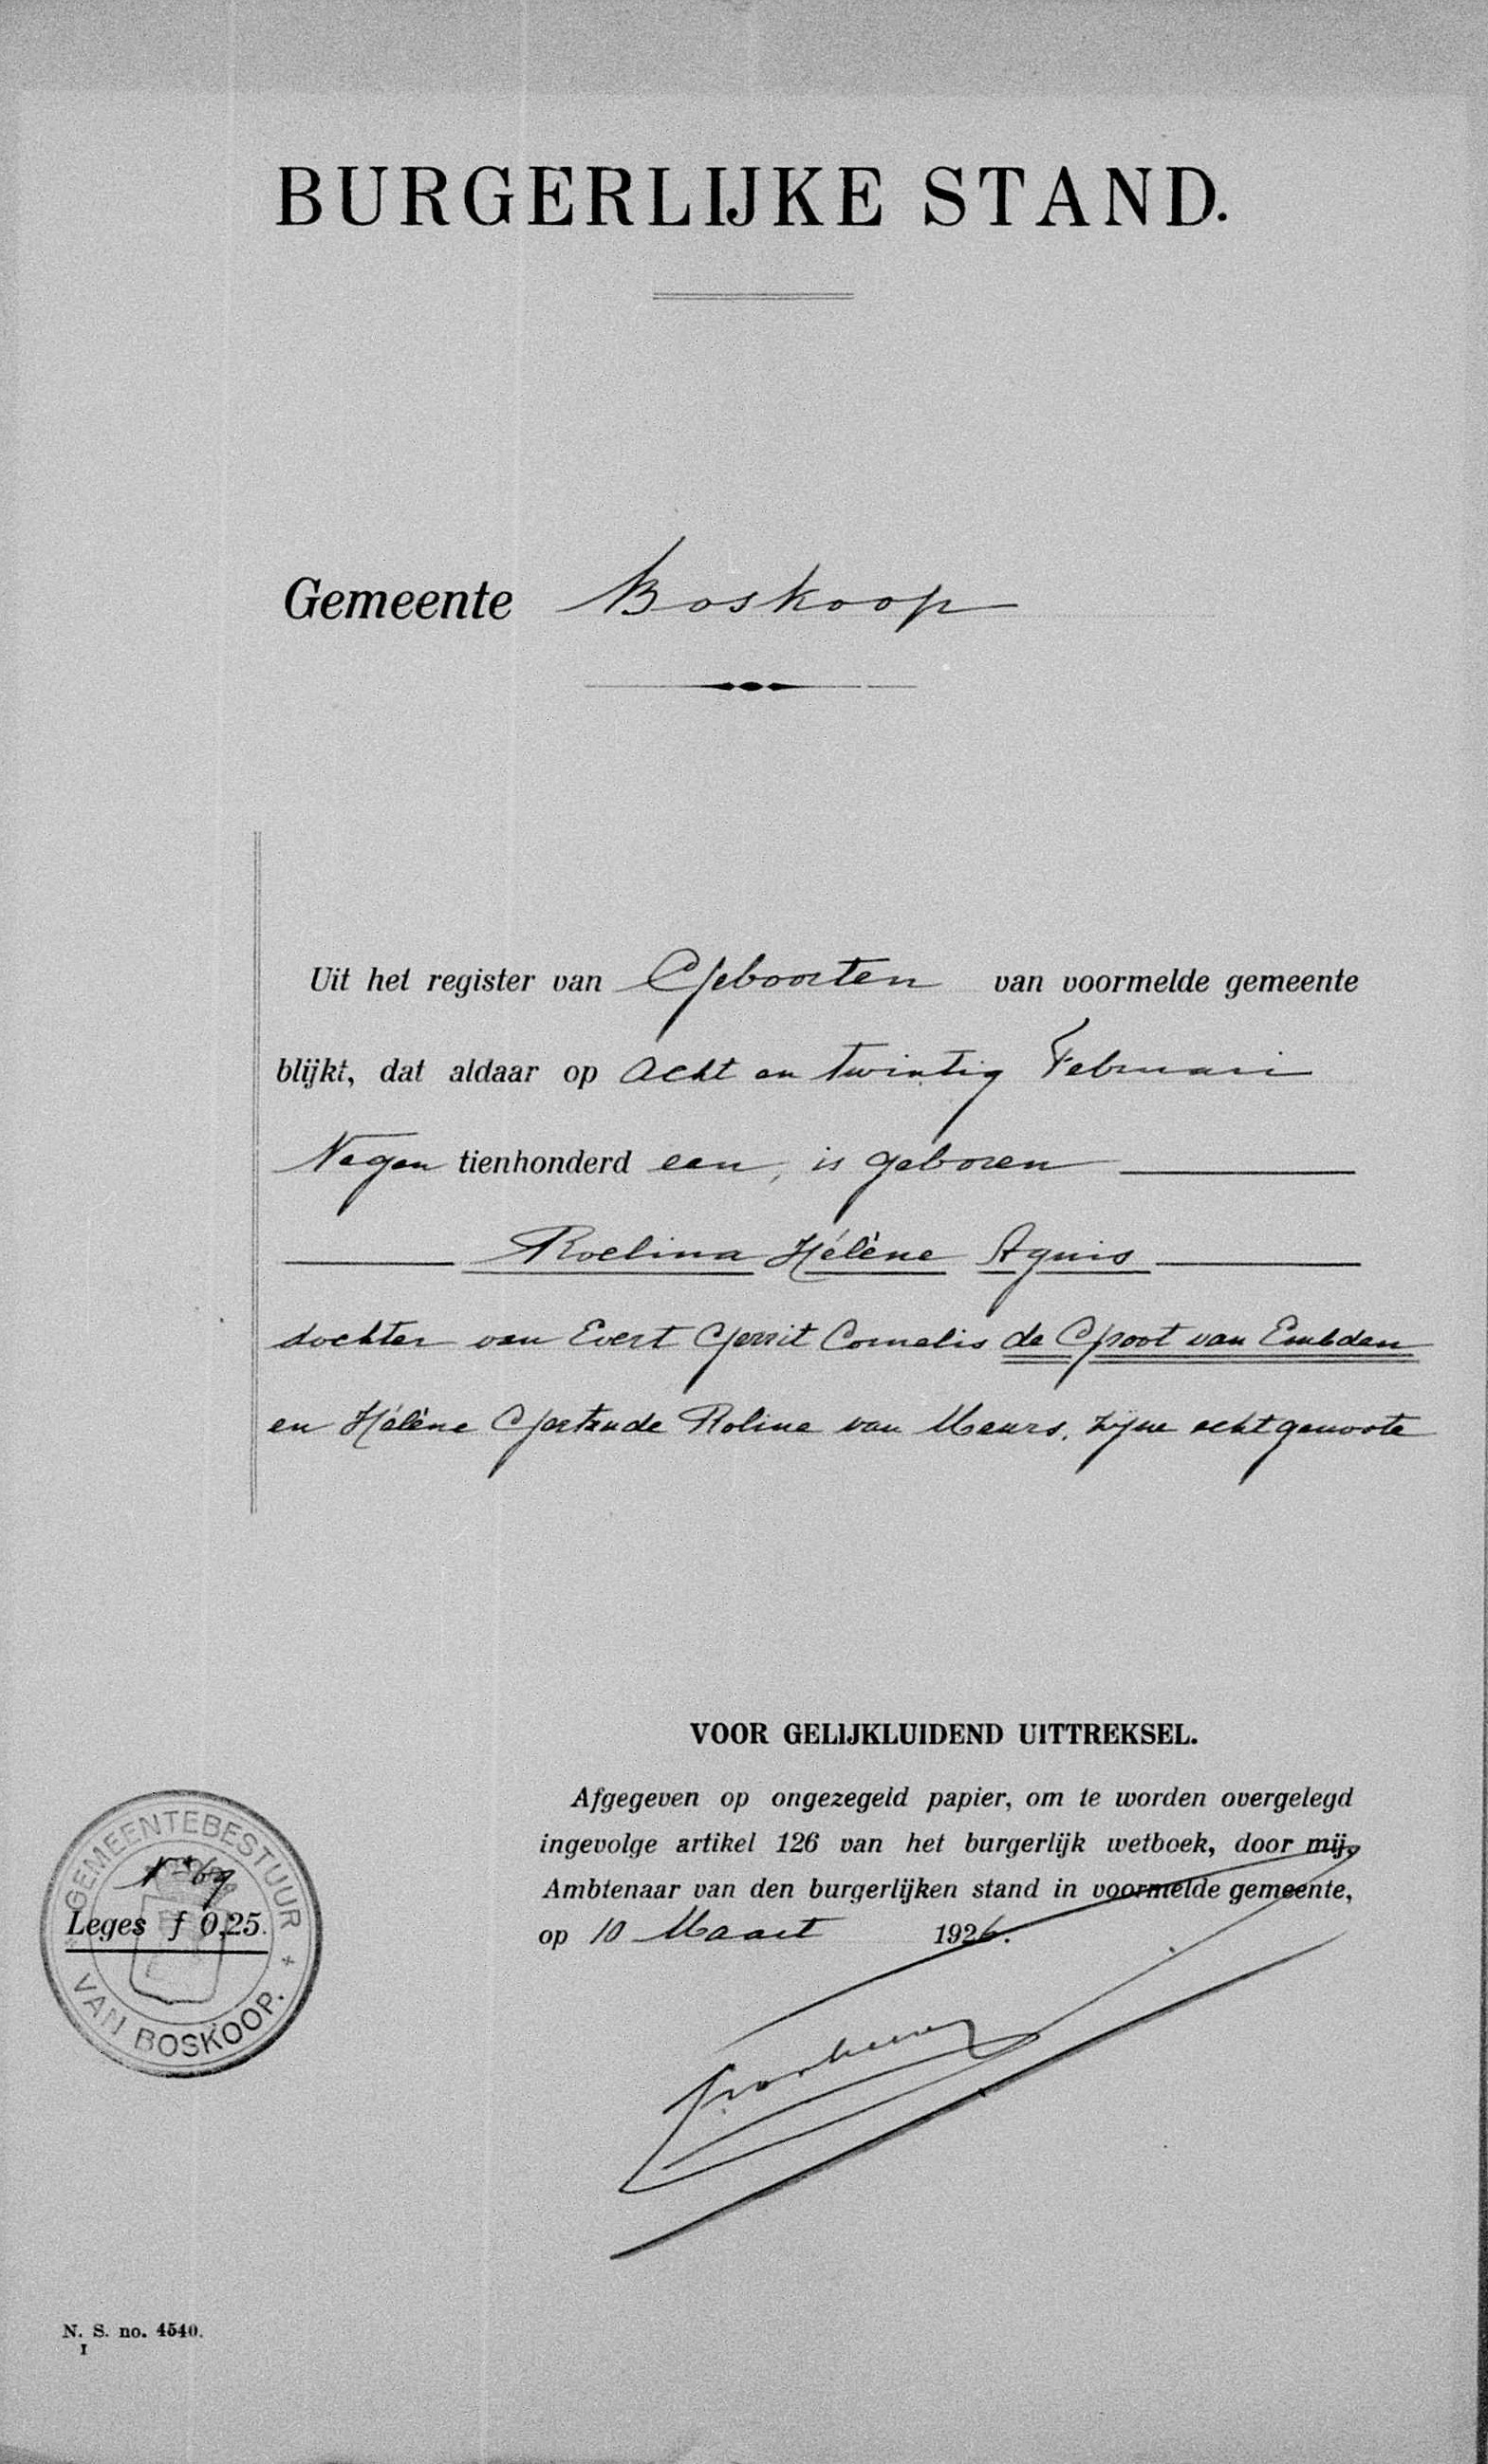 BURGERLIJKE STAND.
Gemeente Boskoop
Uit het register van Geboorten van voormelde gemeente
blijkt, dat aldaar op Acht en twintig Februari
Negen tienhonderd een, is geboren
Roelina Hélène Agnis
dochter van Evert Gerrit Cornelis de Groot van Embden
en Hélène Gertrude Roline van Meurs, zijne echtgenoote
VOOR GELIJKLUIDEND UITTREKSEL.
Afgegeven op ongezegeld papier, om te worden overgelegd
ingevolge artikel 126 van het burgerlijk wetboek, door mij,
Ambtenaar van den burgerlijken stand in voormelde gemeente,
op 10 Maart 1926.
GEMEENTEBESTUUR
Leges f 0,25.
VAN BOSKOOP.
N. S. no. 4540.
I